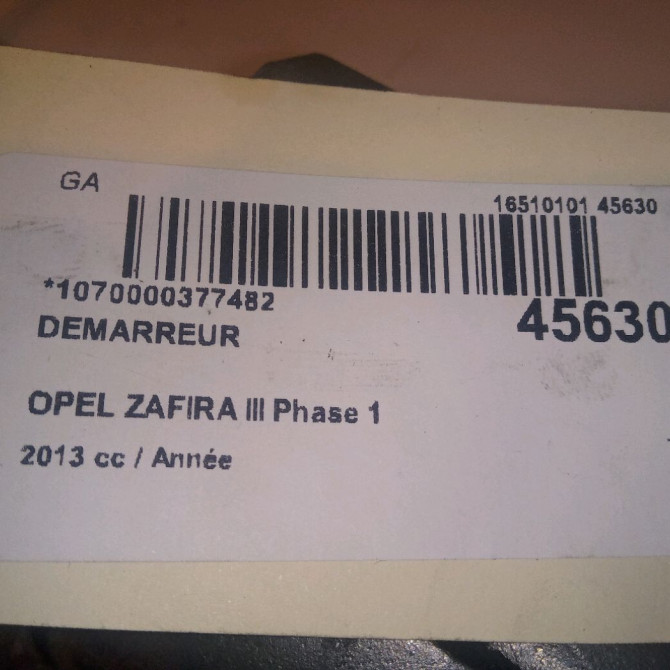 GA
16510101 45630
*1070000377482
45630
DEMARREUR
OPEL ZAFIRA III Phase 1
2013 cc / Année